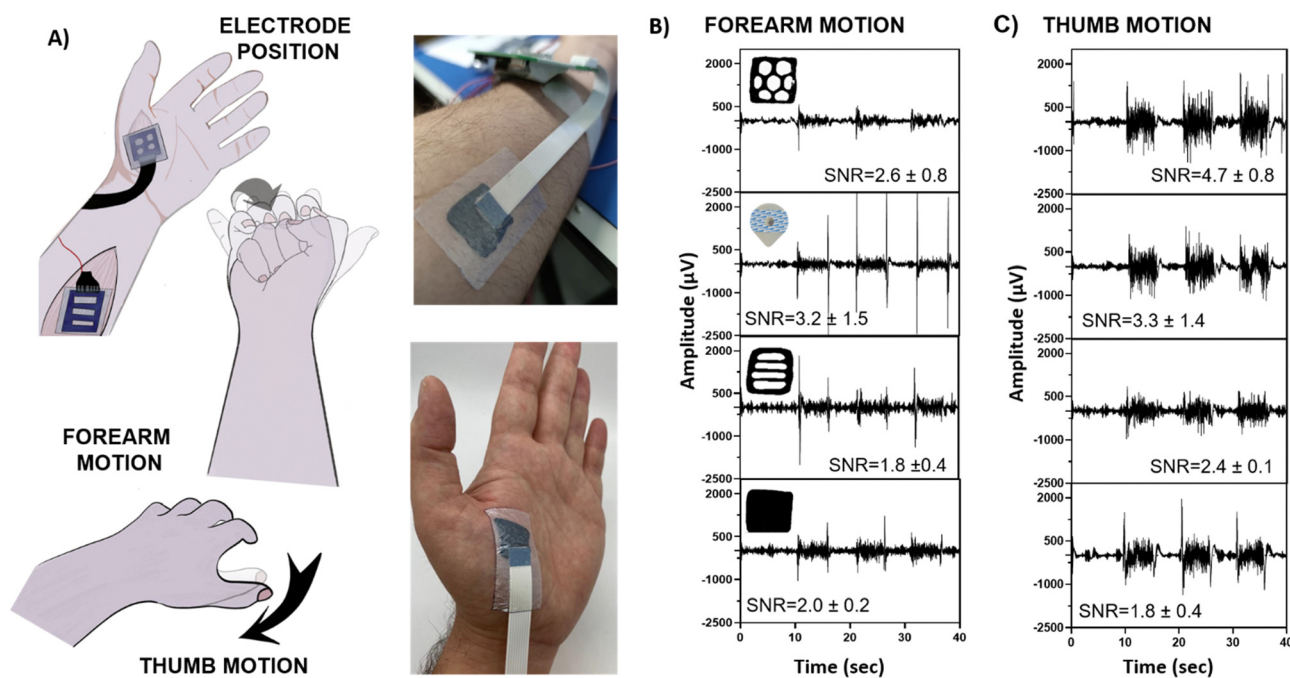 A)
ELECTRODE
POSITION
FOREARM
MOTION
THUMB MOTION
B) FOREARM MOTION
Amplitude (µV)
2000
500
-1000
-2500
SNR=2.6 ± 0.8
2000
500
-1000
-2500
SNR=3.2 ± 1.5
2000
500
-1000
-2500
SNR=1.8 ±0.4
2000
500
-1000
-2500
SNR=2.0 ± 0.2
0 10 20 30 40
Time (sec)
C) THUMB MOTION
Amplitude (µV)
2000
500
-1000
-2500
SNR=4.7 ± 0.8
2000
500
-1000
-2500
SNR=3.3 ± 1.4
2000
500
-1000
-2500
SNR=2.4 ± 0.1
2000
500
-1000
-2500
SNR=1.8 ± 0.4
0 10 20 30 40
Time (sec)